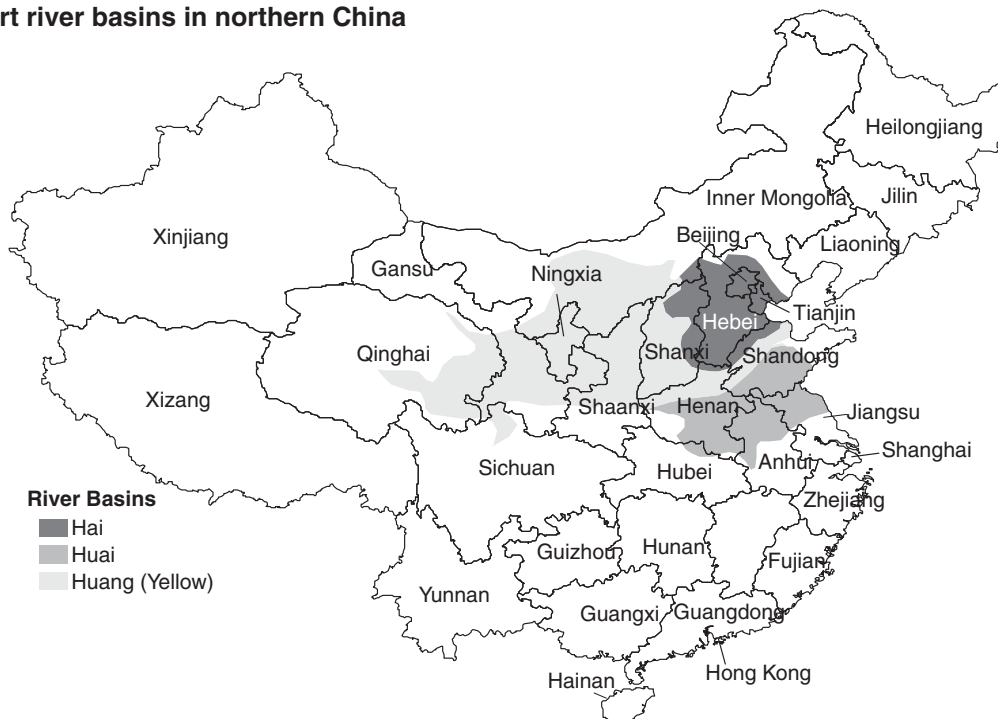 rt river basins in northern China
Heilongjiang
Inner Mongolia
Jilin
Xinjiang
Beijing
Liaoning
Gansu
Ningxia
Tianjin
Hebei
Qinghai
Shanxi
Shandong
Xizang
Shaanxi
Henan
Jiangsu
Shanghai
Sichuan
Hubei
Anhui
Zhejiang
River Basins
Hai
Huai
Huang (Yellow)
Guizhou
Hunan
Fujian
Yunnan
Guangxi
Guangdong
Hong Kong
Hainan